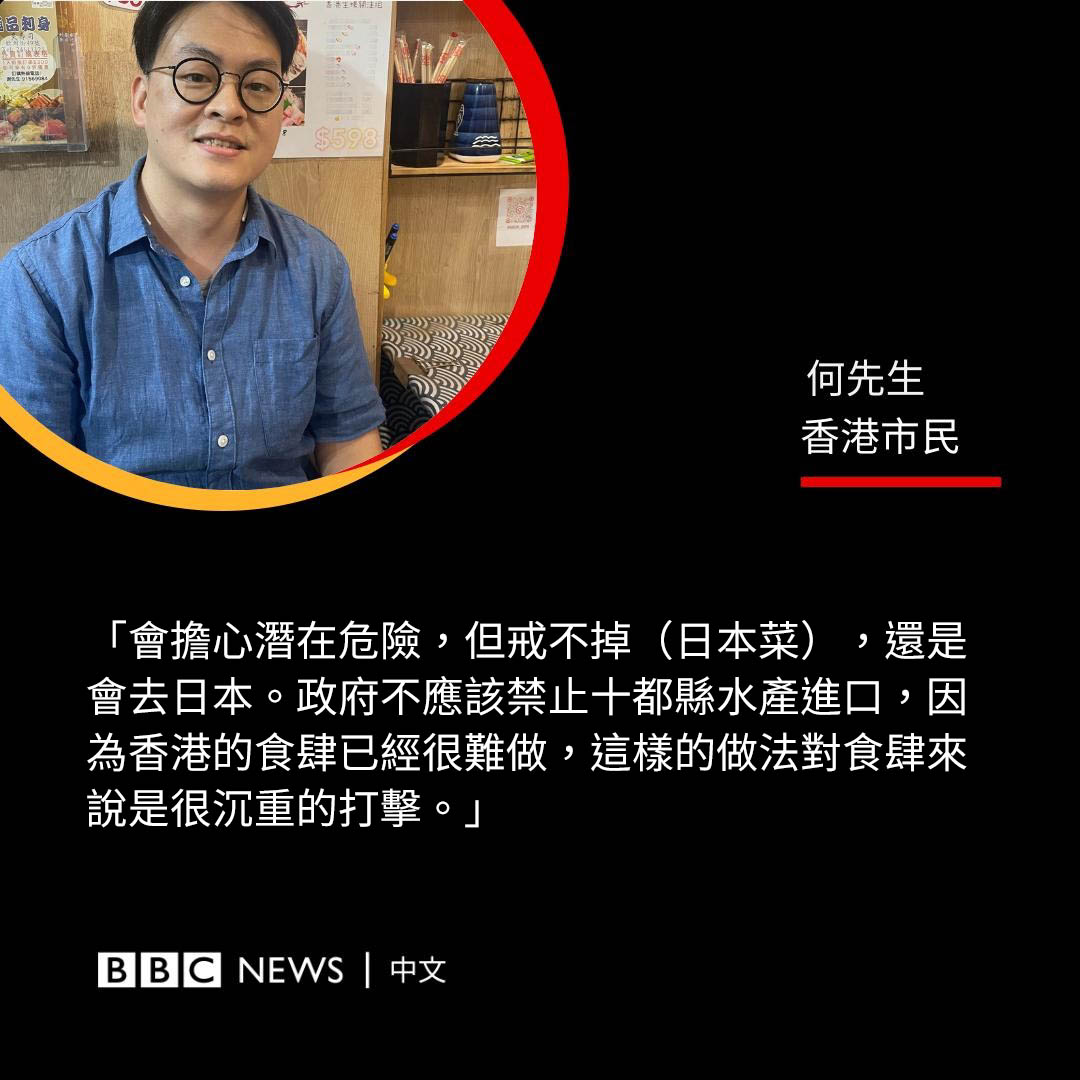 $598
何先生
香港市民
「會擔心潛在危險，但戒不掉（日本菜），還是
會去日本。政府不應該禁止十都縣水產進口，因
為香港的食肆已經很難做，這樣的做法對食肆來
說是很沉重的打擊。」
BBC NEWS | 中文